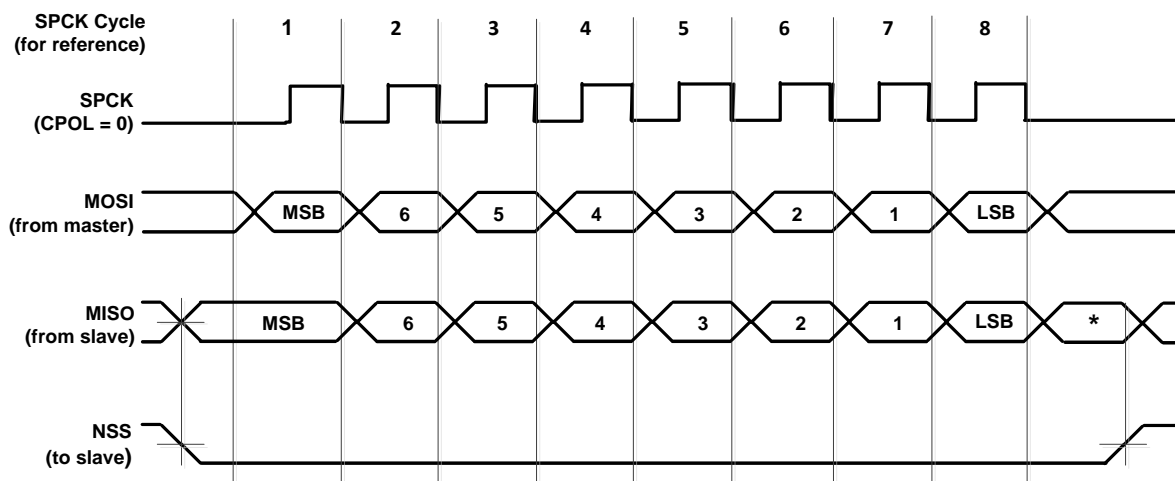 SPCK Cycle
(for reference)
1 2 3 4 5 6 7 8
SPCK
(CPOL = 0)
MOSI
(from master)
MSB 6 5 4 3 2 1 LSB
MISO
(from slave)
MSB 6 5 4 3 2 1 LSB *
NSS
(to slave)